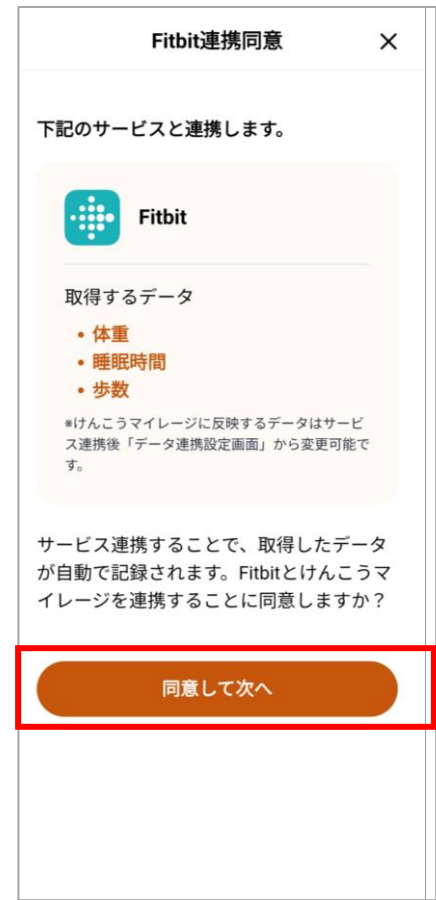 Fitbit連携同意 ×
下記のサービスと連携します。
Fitbit
取得するデータ
• 体重
• 睡眠時間
• 歩数
※けんこうマイレージに反映するデータはサービ
ス連携後「データ連携設定画面」から変更可能で
す。
サービス連携することで、取得したデータ
が自動で記録されます。Fitbitとけんこうマ
イレージを連携することに同意しますか？
同意して次へ